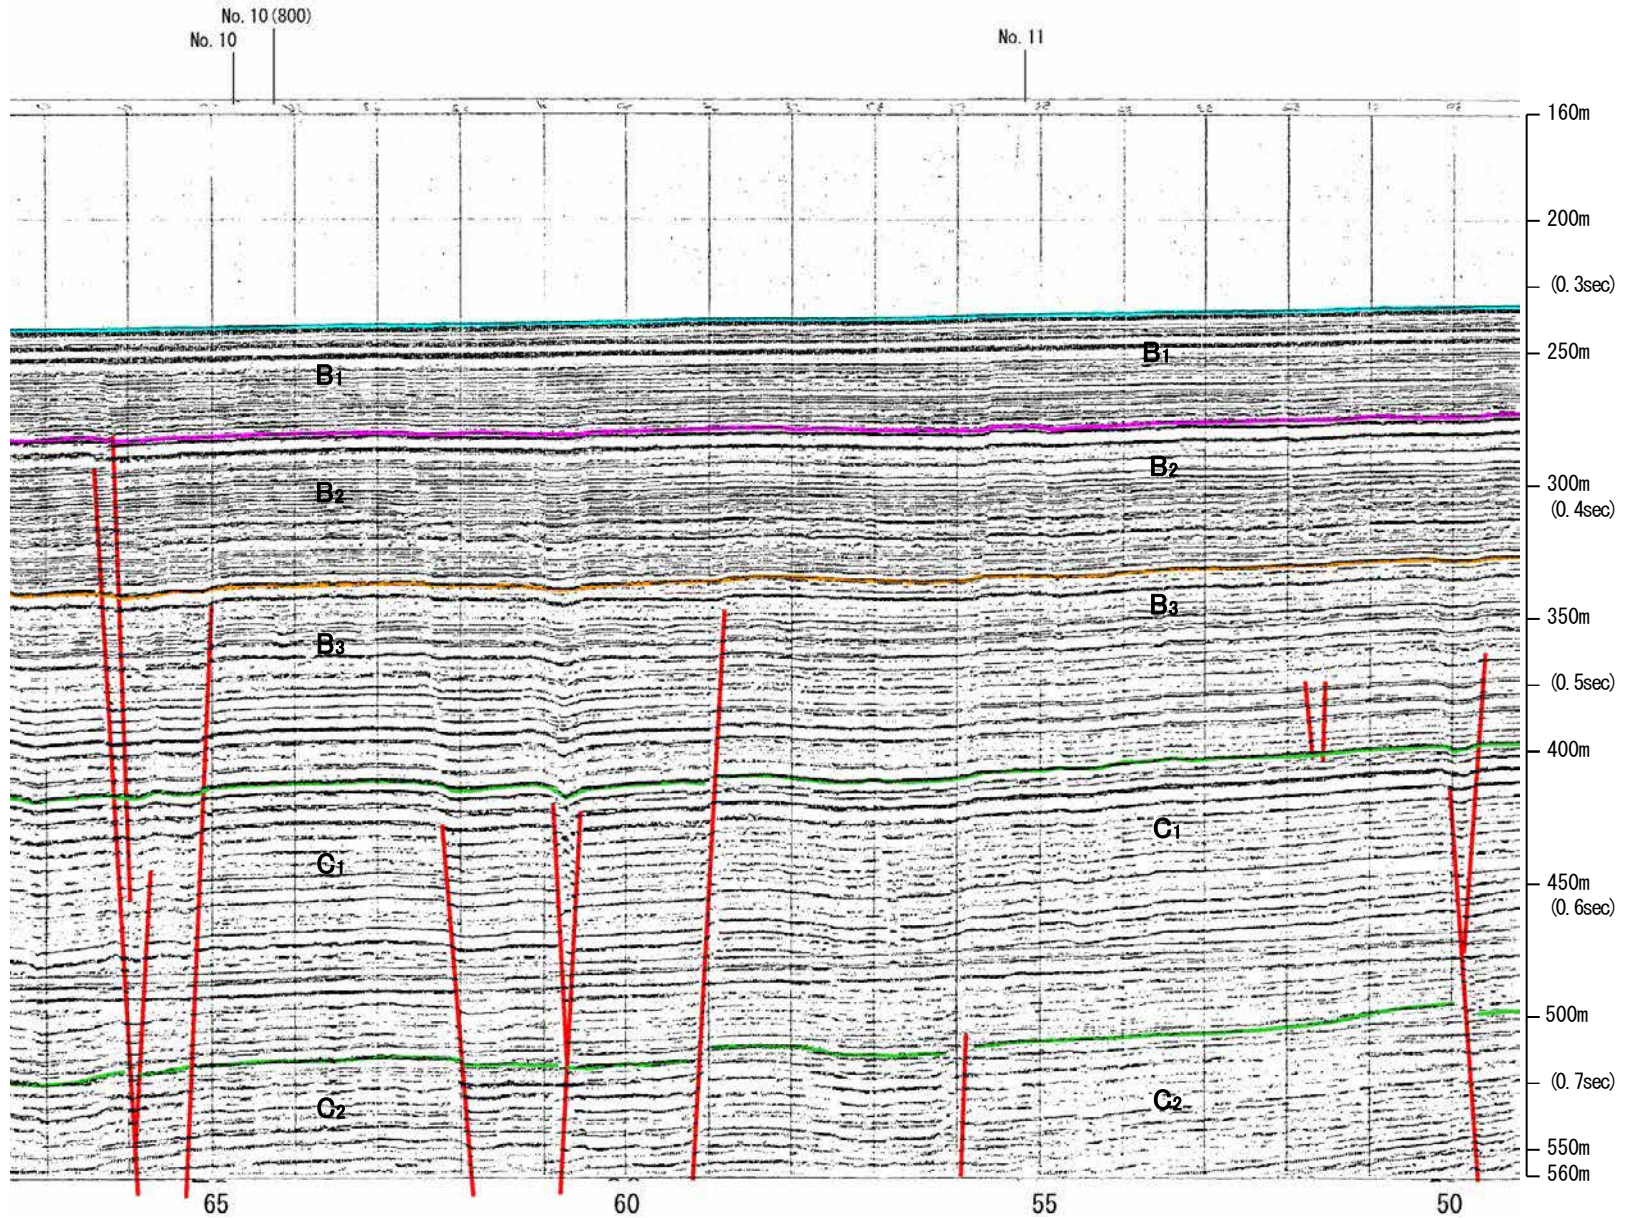 No. 10 (800)
No. 10
No. 11
160m
200m
(0.3sec)
250m
B1
B1
B2
B2
300m
(0.4sec)
B3
B3
350m
(0.5sec)
400m
C1
C1
450m
(0.6sec)
500m
C2
C2
(0.7sec)
550m
560m
65
60
55
50